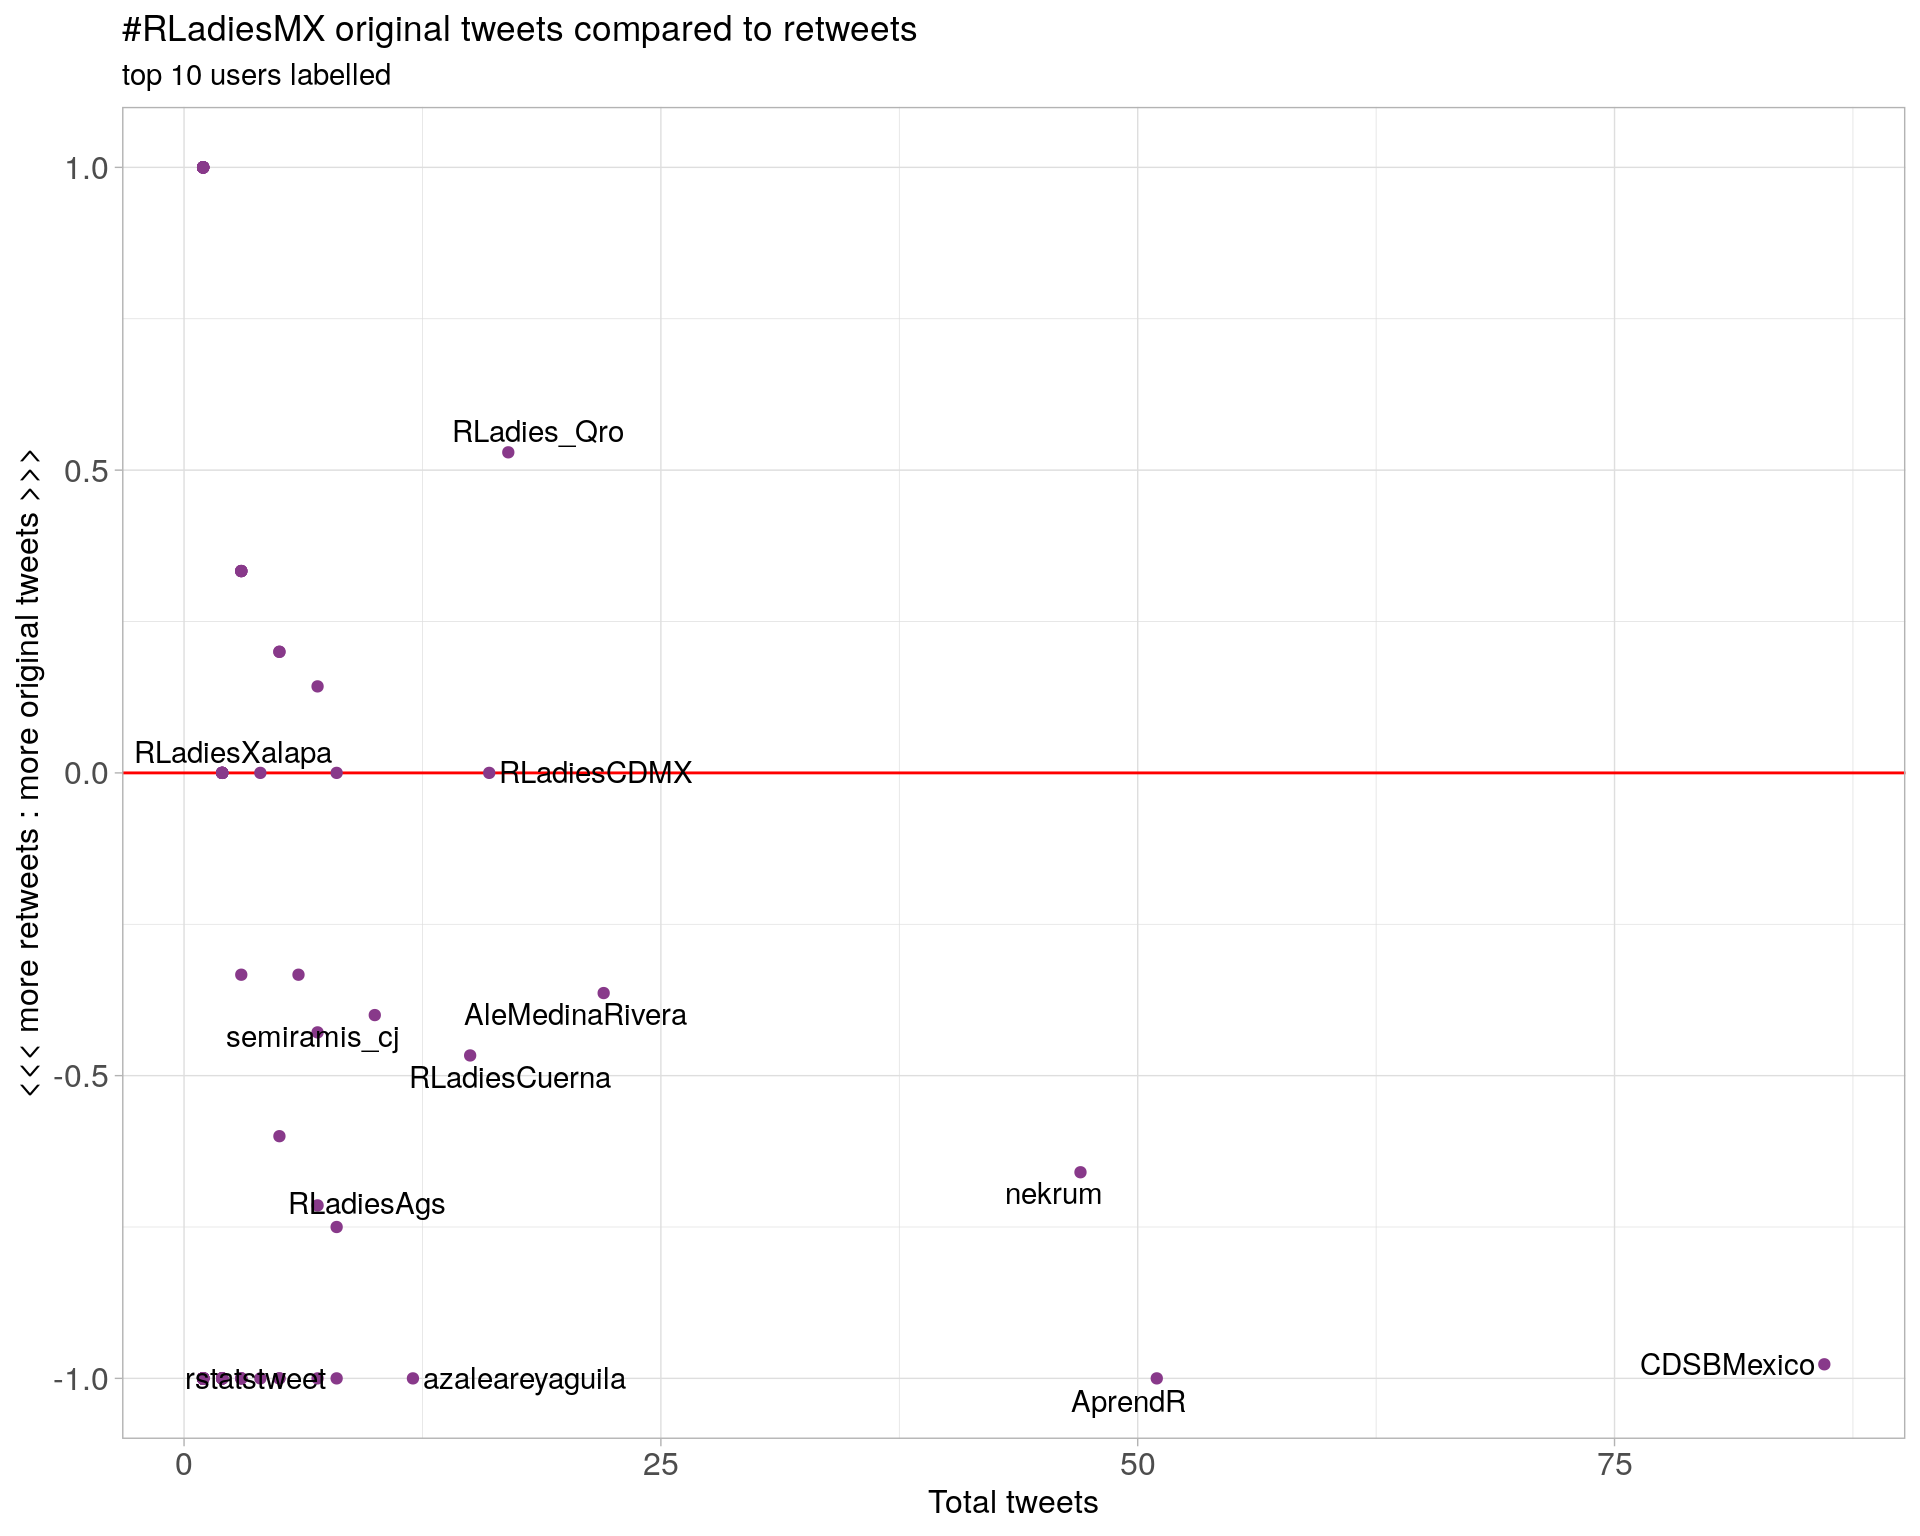 #RLadiesMX original tweets compared to retweets
top 10 users labelled
<<< more retweets : more original tweets >>>
1.0
0.5
0.0
-0.5
-1.0
RLadies_Qro
RLadiesXalapa
RLadiesCDMX
AleMedinaRivera
semiramis_cj
RLadiesCuerna
nekrum
RLadiesAgs
CDSBMexico
rstatstweet
azaleareyaguila
AprendR
0
25
50
75
Total tweets